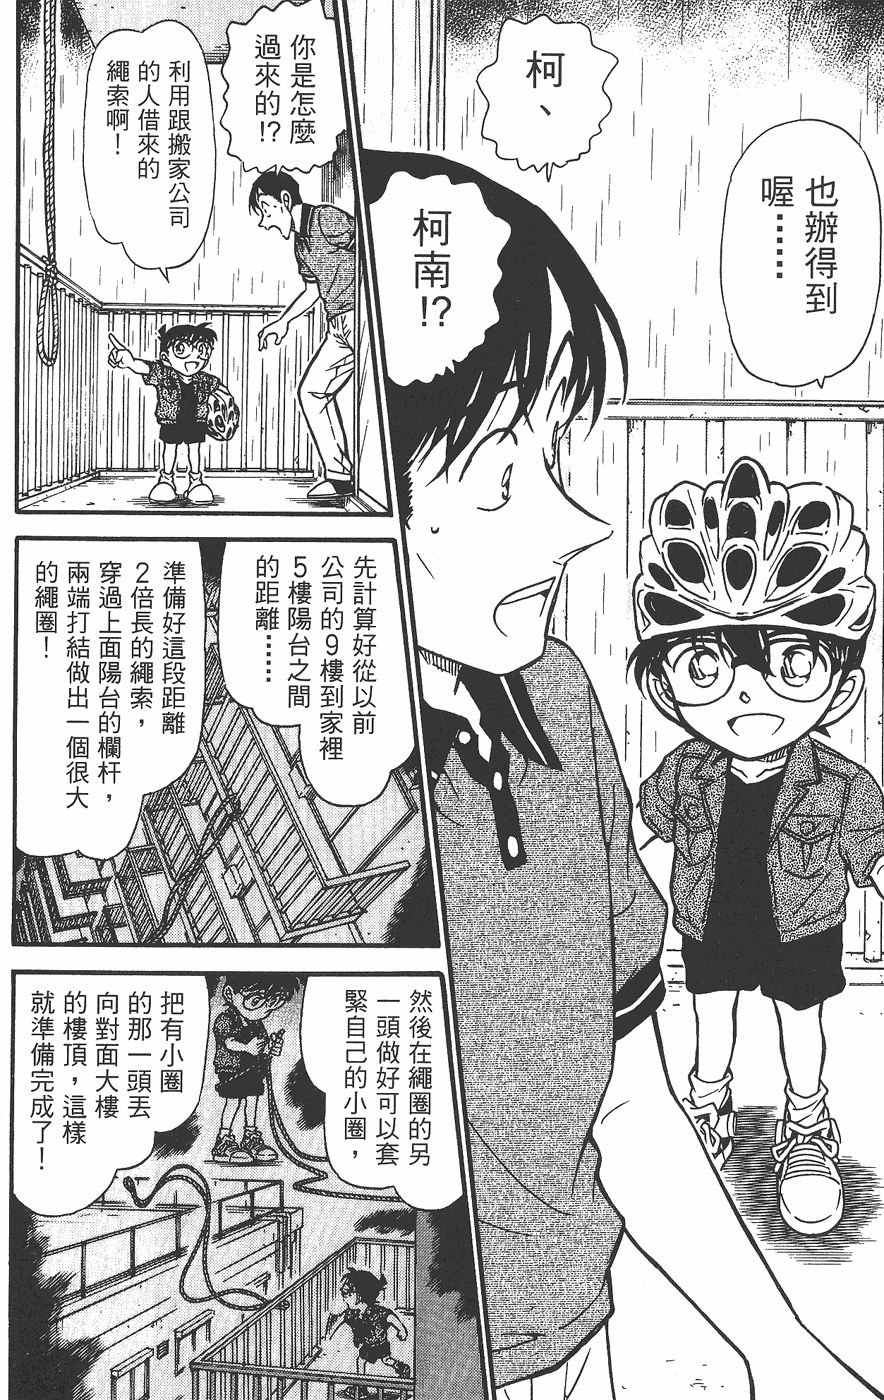 也辦得到
喔⋯⋯
柯、
柯南!?
你是怎麼
過來的!?
利用跟搬家公司
的人借來的
繩索啊！
先計算好從以前
公司的9樓到家裡
5樓陽台之間
的距離⋯⋯
準備好這段距離
2倍長的繩索，
穿過上面陽台的欄杆，
兩端打結做出一個很大
的繩圈！
然後在繩圈的另
一頭做好可以套
緊自己的小圈，
把有小圈
的那一頭丟
向對面大樓
的樓頂，這樣
就準備完成了！